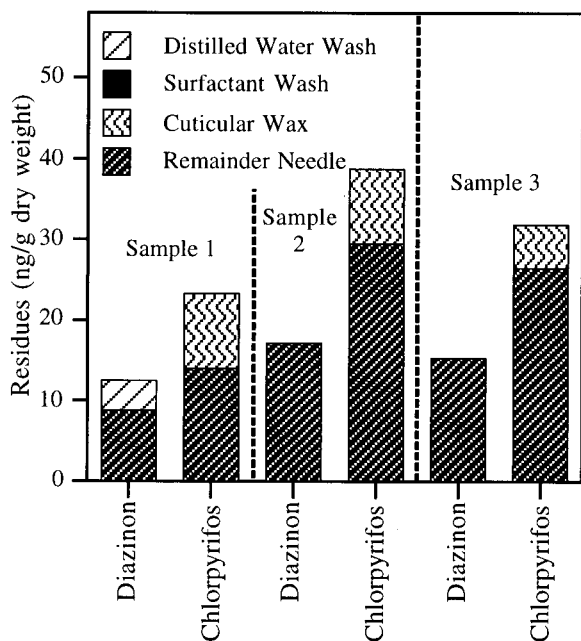 Residues (ng/g dry weight)
50
40
30
20
10
0
Distilled Water Wash
Surfactant Wash
Cuticular Wax
Remainder Needle
Sample 1
Sample
2
Sample 3
Diazinon
Chlorpyrifos
Diazinon
Chlorpyrifos
Diazinon
Chlorpyrifos